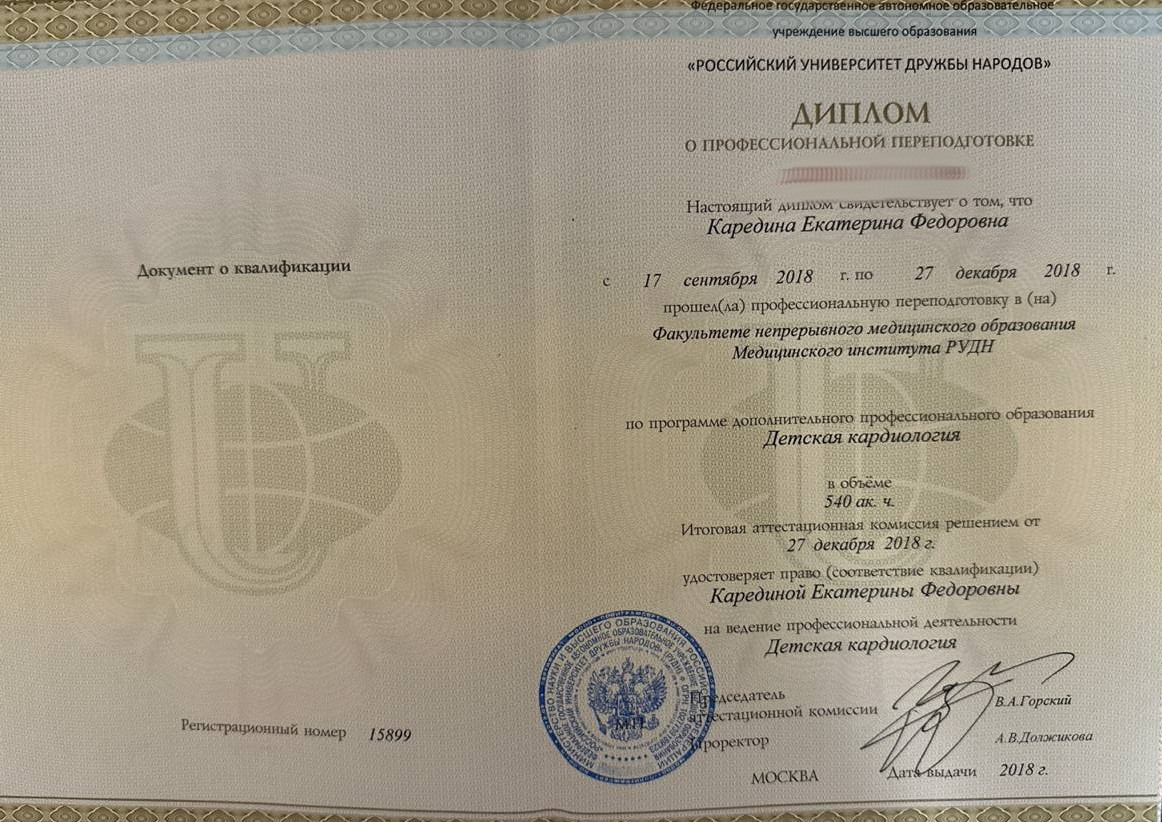 Документ о квалификации
Регистрационный номер 15899
Федеральное государственное автономное образовательное
учреждение высшего образования
«РОССИЙСКИЙ УНИВЕРСИТЕТ ДРУЖБЫ НАРОДОВ»
ДИПЛОМ
О ПРОФЕССИОНАЛЬНОЙ ПЕРЕПОДГОТОВКЕ
Настоящий диплом свидетельствует о том, что
Каредина Екатерина Федоровна
с 17 сентября 2018 г. по 27 декабря 2018 г.
прошел(ла) профессиональную переподготовку в (на)
Факультете непрерывного медицинского образования
Медицинского института РУДН
по программе дополнительного профессионального образования
Детская кардиология
в объёме
540 ак. ч.
Итоговая аттестационная комиссия решением от
27 декабря 2018 г.
удостоверяет право (соответствие квалификации)
Карединой Екатерины Федоровны
на ведение профессиональной деятельности
Детская кардиология
Председатель
аттестационной комиссии
В.А.Горский
М.П.
Проректор
А.В.Должикова
МОСКВА
Дата выдачи 2018 г.